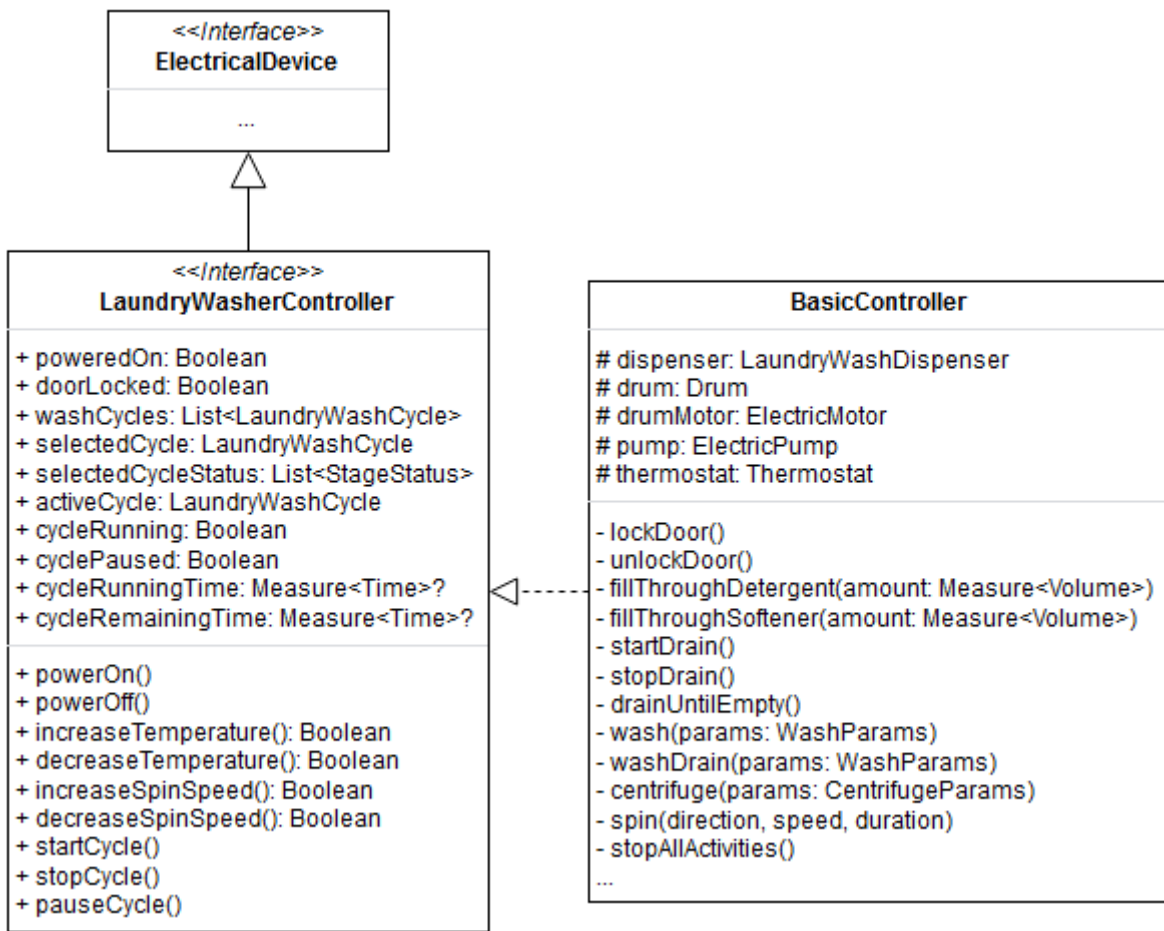 <<Interface>>
ElectricalDevice
...
<<Interface>>
LaundryWasherController
+ poweredOn: Boolean
+ doorLocked: Boolean
+ washCycles: List<LaundryWashCycle>
+ selectedCycle: LaundryWashCycle
+ selectedCycleStatus: List<StageStatus>
+ activeCycle: LaundryWashCycle
+ cycleRunning: Boolean
+ cyclePaused: Boolean
+ cycleRunningTime: Measure<Time>?
+ cycleRemainingTime: Measure<Time>?
+ powerOn()
+ powerOff()
+ increaseTemperature(): Boolean
+ decreaseTemperature(): Boolean
+ increaseSpinSpeed(): Boolean
+ decreaseSpinSpeed(): Boolean
+ startCycle()
+ stopCycle()
+ pauseCycle()
BasicController
# dispenser: LaundryWashDispenser
# drum: Drum
# drumMotor: ElectricMotor
# pump: ElectricPump
# thermostat: Thermostat
- lockDoor()
- unlockDoor()
- fillThroughDetergent(amount: Measure<Volume>)
- fillThroughSoftener(amount: Measure<Volume>)
- startDrain()
- stopDrain()
- drainUntilEmpty()
- wash(params: WashParams)
- washDrain(params: WashParams)
- centrifuge(params: CentrifugeParams)
- spin(direction, speed, duration)
- stopAllActivities()
...